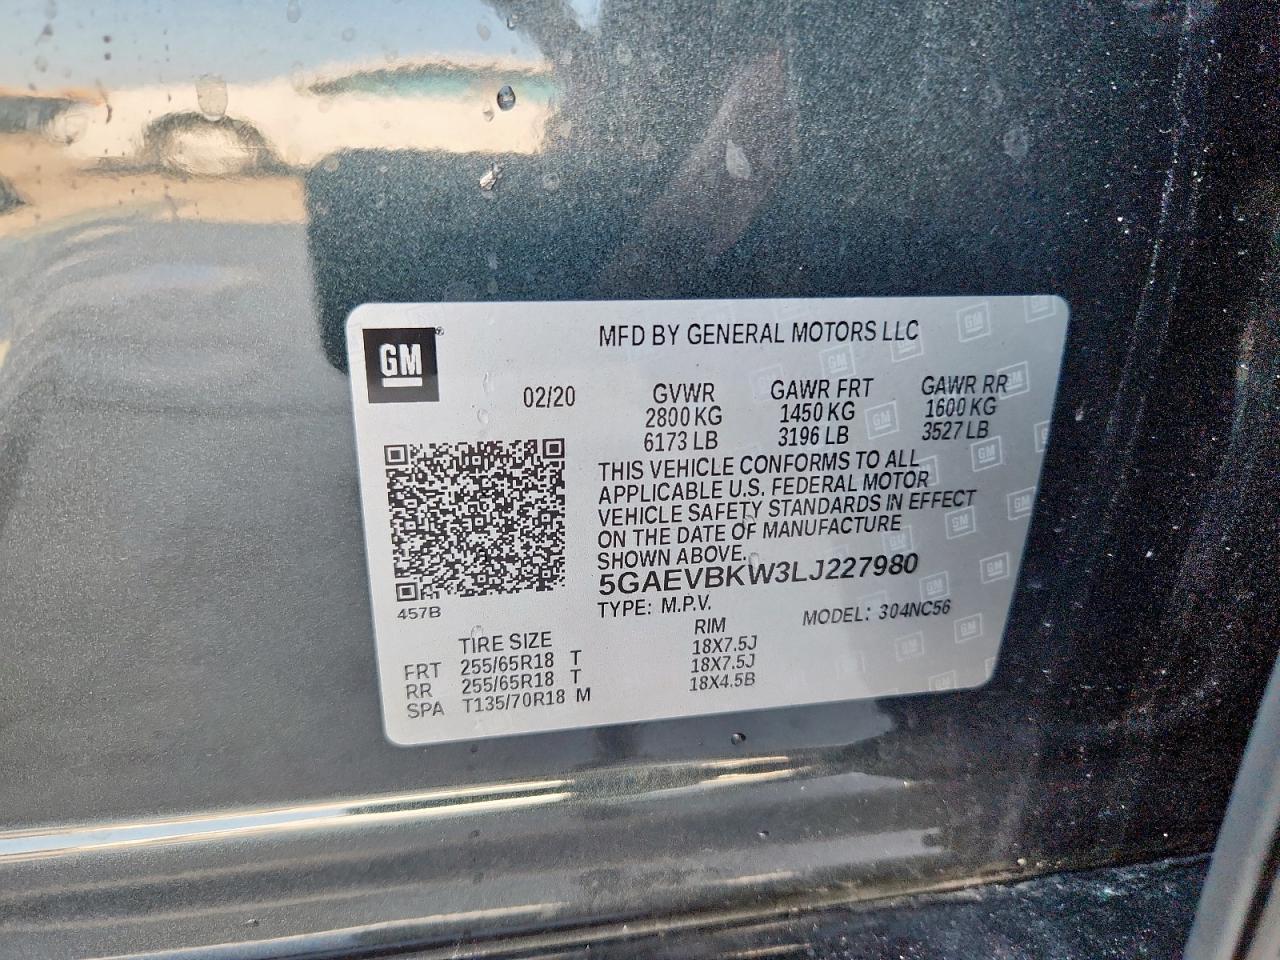 GM
MFD BY GENERAL MOTORS LLC
02/20 GVWR GAWR FRT GAWR RR
2800 KG 1450 KG 1600 KG
6173 LB 3196 LB 3527 LB
THIS VEHICLE CONFORMS TO ALL
APPLICABLE U.S. FEDERAL MOTOR
VEHICLE SAFETY STANDARDS IN EFFECT
ON THE DATE OF MANUFACTURE
SHOWN ABOVE.
5GAEVBKW3LJ227980
457B
TYPE: M.P.V. MODEL: 304NC56
TIRE SIZE RIM
FRT 255/65R18 T 18X7.5J
RR 255/65R18 T 18X7.5J
SPA T135/70R18 M 18X4.5B